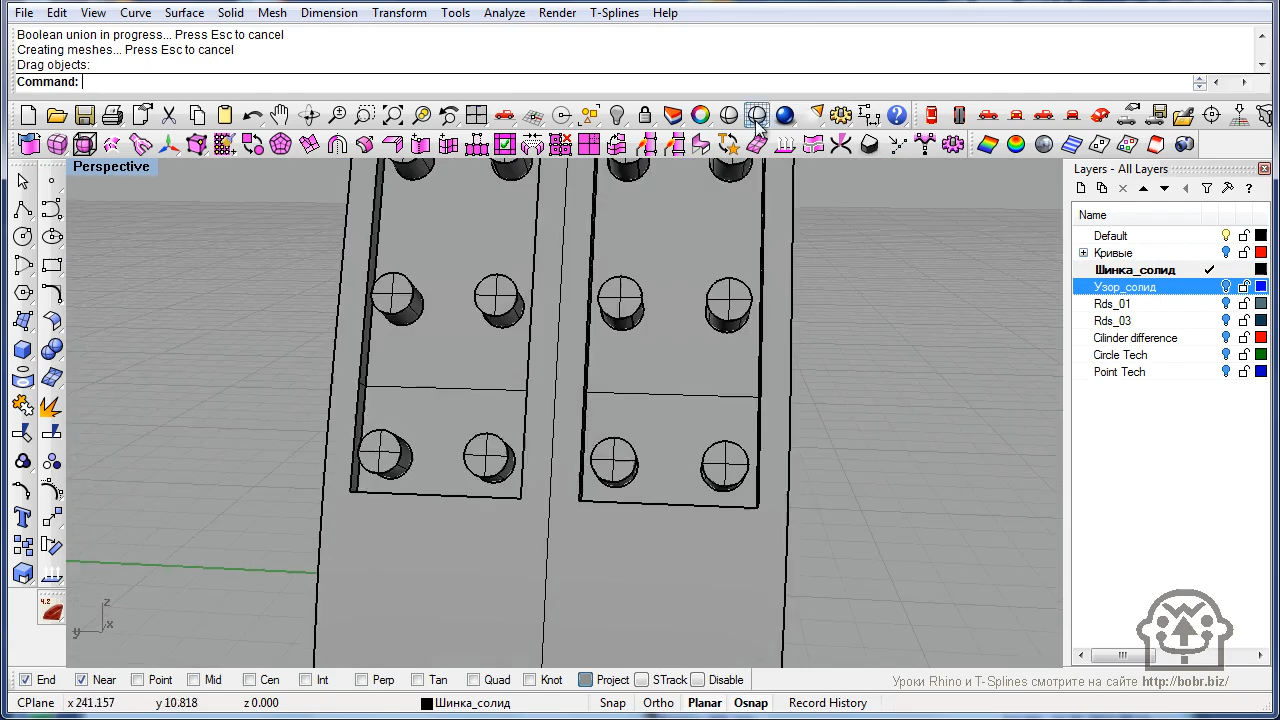 File Edit View Curve Surface Solid Mesh Dimension Transform Tools Analyze Render T-Splines Help
Boolean union in progress... Press Esc to cancel
Creating meshes... Press Esc to cancel
Drag objects:
Command:
Perspective
Layers - All Layers
Name
Default
Кривые
Шинка_солид
Узор_солид
Rds_01
Rds_03
Cilinder difference
Circle Tech
Point Tech
4.2
z
y x
End Near Point Mid Cen Int Perp Tan Quad Knot Project STrack Disable
Уроки Rhino и T-Splines смотрите на сайте http://bobr.biz/
CPlane x 241.157 y 10.818 z 0.000 Шинка_солид Snap Ortho Planar Osnap Record History